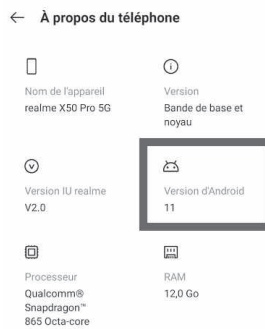 ← À propos du téléphone
Nom de l'appareil
realme X50 Pro 5G
Version
Bande de base et
noyau
Version IU realme
V2.0
Version d'Android
11
Processeur
Qualcomm®
Snapdragon™
865 Octa-core
RAM
12,0 Go